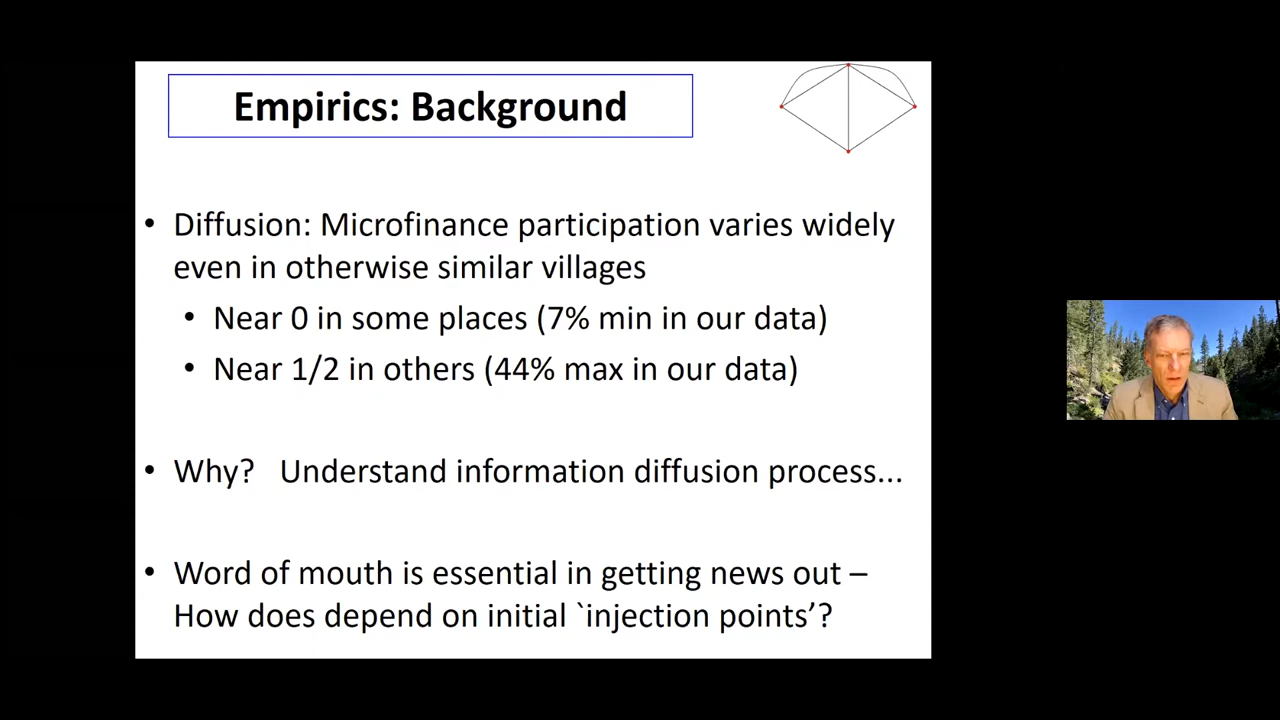 Empirics: Background
• Diffusion: Microfinance participation varies widely
even in otherwise similar villages
• Near 0 in some places (7% min in our data)
• Near 1/2 in others (44% max in our data)
• Why? Understand information diffusion process...
• Word of mouth is essential in getting news out –
How does depend on initial `injection points’?